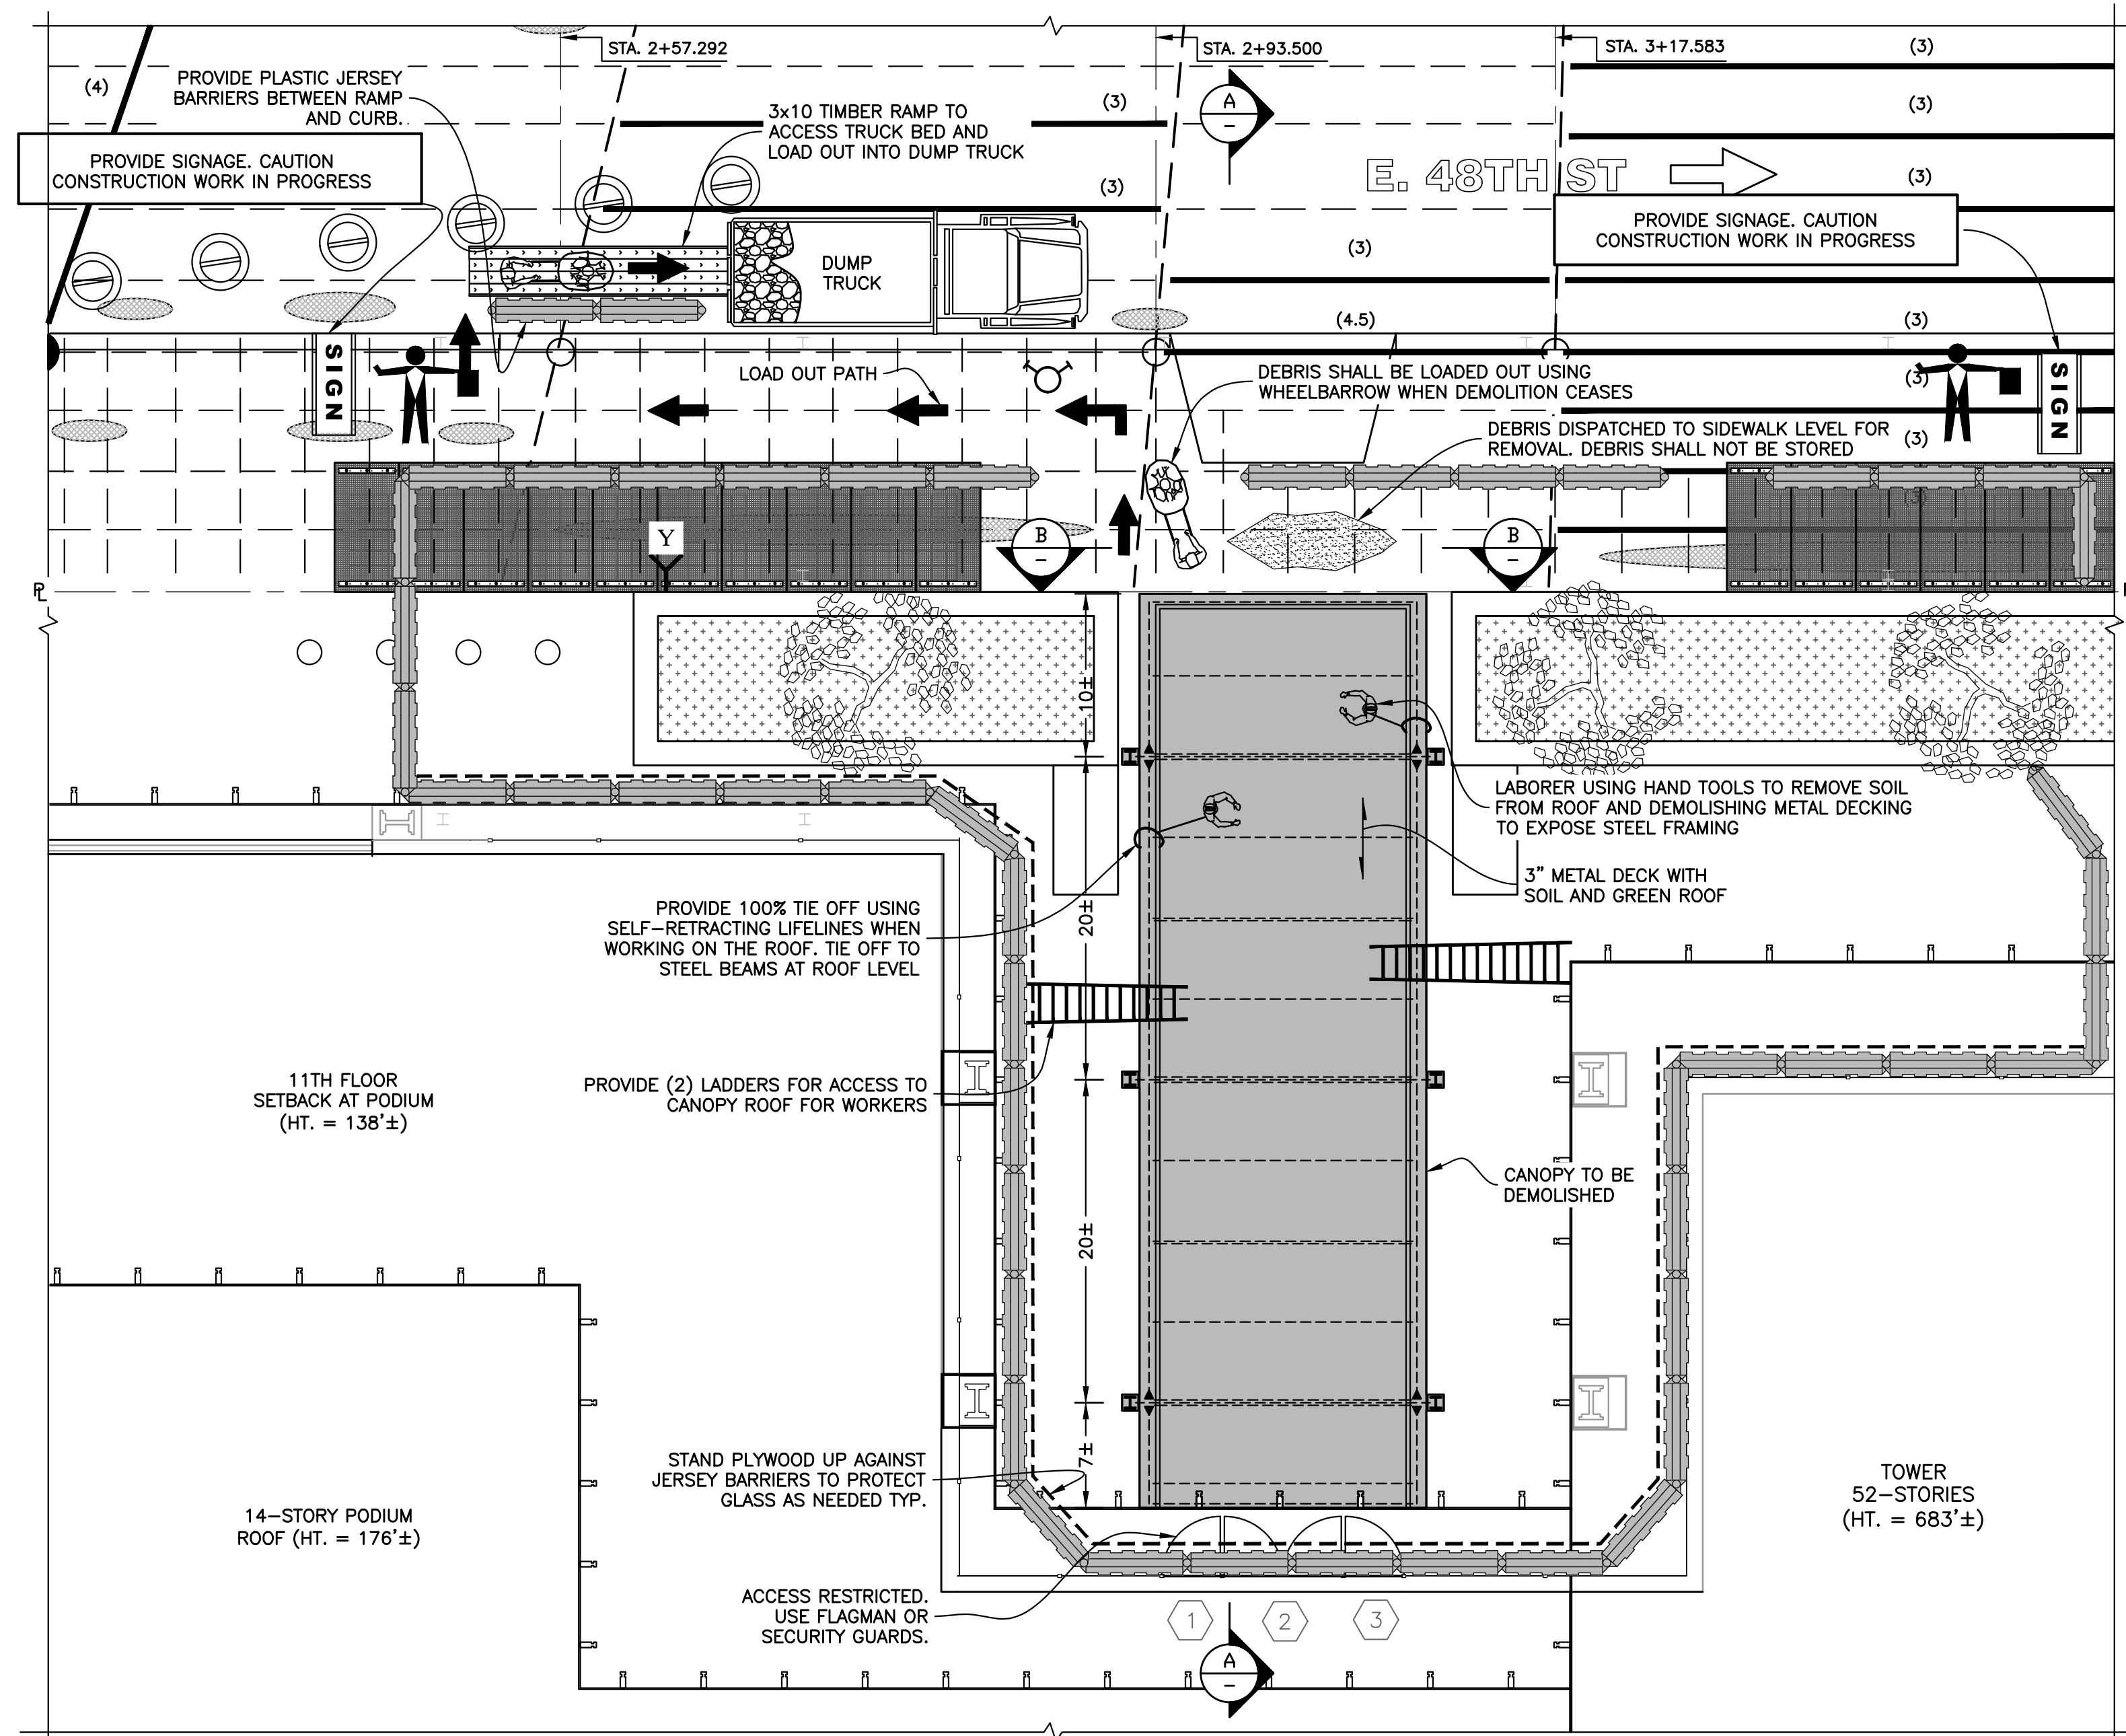 STA. 2+57.292
STA. 2+93.500
STA. 3+17.583
(3)
(4)
PROVIDE PLASTIC JERSEY
BARRIERS BETWEEN RAMP
AND CURB.
3x10 TIMBER RAMP TO
ACCESS TRUCK BED AND
LOAD OUT INTO DUMP TRUCK
(3)
A
–
(3)
PROVIDE SIGNAGE. CAUTION
CONSTRUCTION WORK IN PROGRESS
(3)
E. 48TH ST
(3)
PROVIDE SIGNAGE. CAUTION
CONSTRUCTION WORK IN PROGRESS
(3)
DUMP
TRUCK
(4.5)
(3)
SIGN
LOAD OUT PATH
DEBRIS SHALL BE LOADED OUT USING
WHEELBARROW WHEN DEMOLITION CEASES
(3)
SIGN
DEBRIS DISPATCHED TO SIDEWALK LEVEL FOR
REMOVAL. DEBRIS SHALL NOT BE STORED
(3)
(3)
Y
B
–
B
–
PL
10±
LABORER USING HAND TOOLS TO REMOVE SOIL
FROM ROOF AND DEMOLISHING METAL DECKING
TO EXPOSE STEEL FRAMING
3” METAL DECK WITH
SOIL AND GREEN ROOF
PROVIDE 100% TIE OFF USING
SELF–RETRACTING LIFELINES WHEN
WORKING ON THE ROOF. TIE OFF TO
STEEL BEAMS AT ROOF LEVEL
20±
11TH FLOOR
SETBACK AT PODIUM
(HT. = 138'±)
PROVIDE (2) LADDERS FOR ACCESS TO
CANOPY ROOF FOR WORKERS
CANOPY TO BE
DEMOLISHED
20±
STAND PLYWOOD UP AGAINST
JERSEY BARRIERS TO PROTECT
GLASS AS NEEDED TYP.
7±
14–STORY PODIUM
ROOF (HT. = 176'±)
TOWER
52–STORIES
(HT. = 683'±)
ACCESS RESTRICTED.
USE FLAGMAN OR
SECURITY GUARDS.
1
2
3
A
–